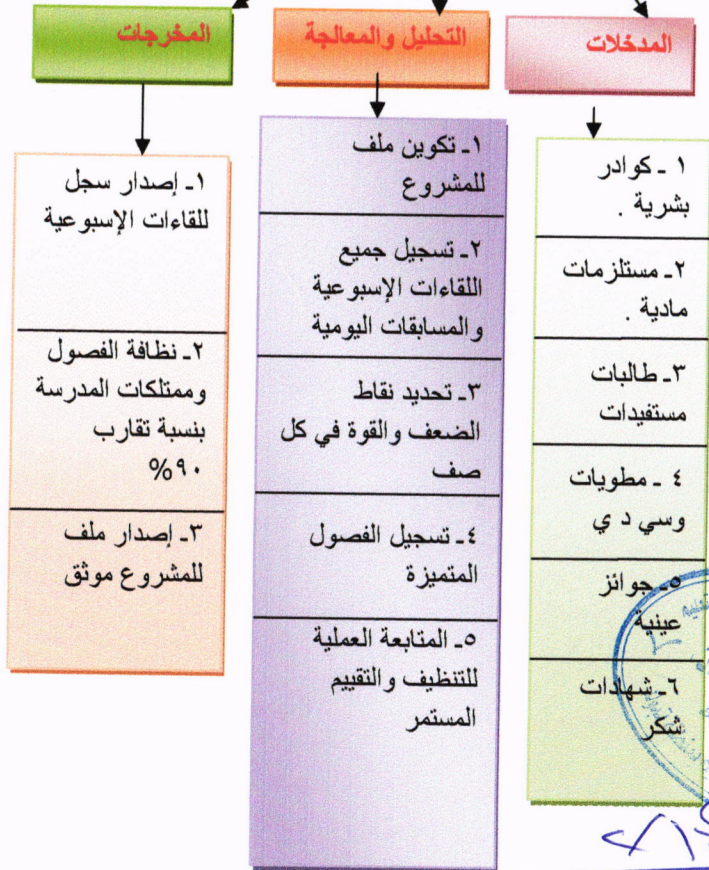 المدخلات
١ ـ كوادر
بشرية .
٢ـ مستلزمات
مادية .
٣ـ طالبات
مستفيدات
٤ ـ مطويات
وسي د ي
٥ـ جوائز
عينية
٦ـ شهادات
شكر
التحليل والمعالجة
١ـ تكوين ملف
للمشروع
٢ـ تسجيل جميع
اللقاءات الإسبوعية
والمسابقات اليومية
٣ـ تحديد نقاط
الضعف والقوة في كل
صف
٤ـ تسجيل الفصول
المتميزة
٥ـ المتابعة العملية
للتنظيف والتقييم
المستمر
المخرجات
١ـ إصدار سجل
للقاءات الإسبوعية
٢ـ نظافة الفصول
وممتلكات المدرسة
بنسبة تقارب
٩٠%
٣ـ إصدار ملف
للمشروع موثق